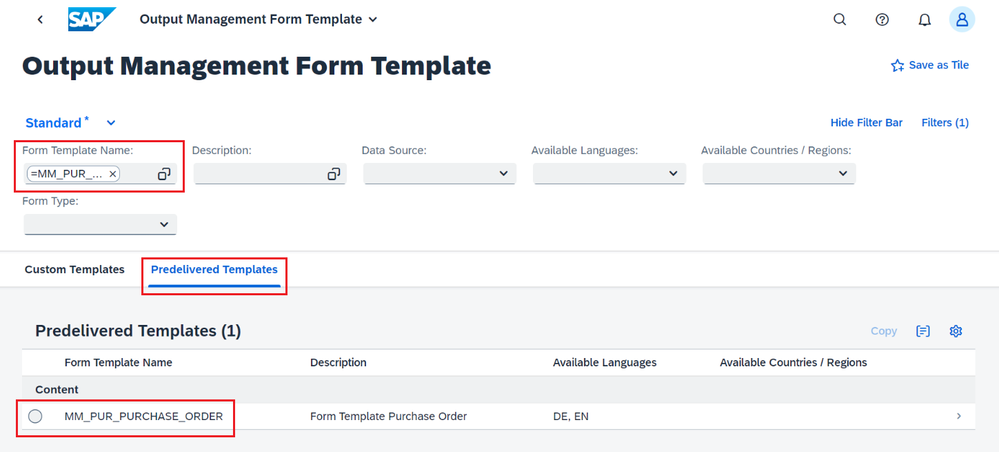 SAP Output Management Form Template
Output Management Form Template
Save as Tile
Standard *
Hide Filter Bar Filters (1)
Form Template Name: Description: Data Source: Available Languages: Available Countries / Regions:
=MM_PUR_...
Form Type:
Custom Templates Predelivered Templates
Predelivered Templates (1)
Copy
Form Template Name Description Available Languages Available Countries / Regions
Content
MM_PUR_PURCHASE_ORDER Form Template Purchase Order DE, EN